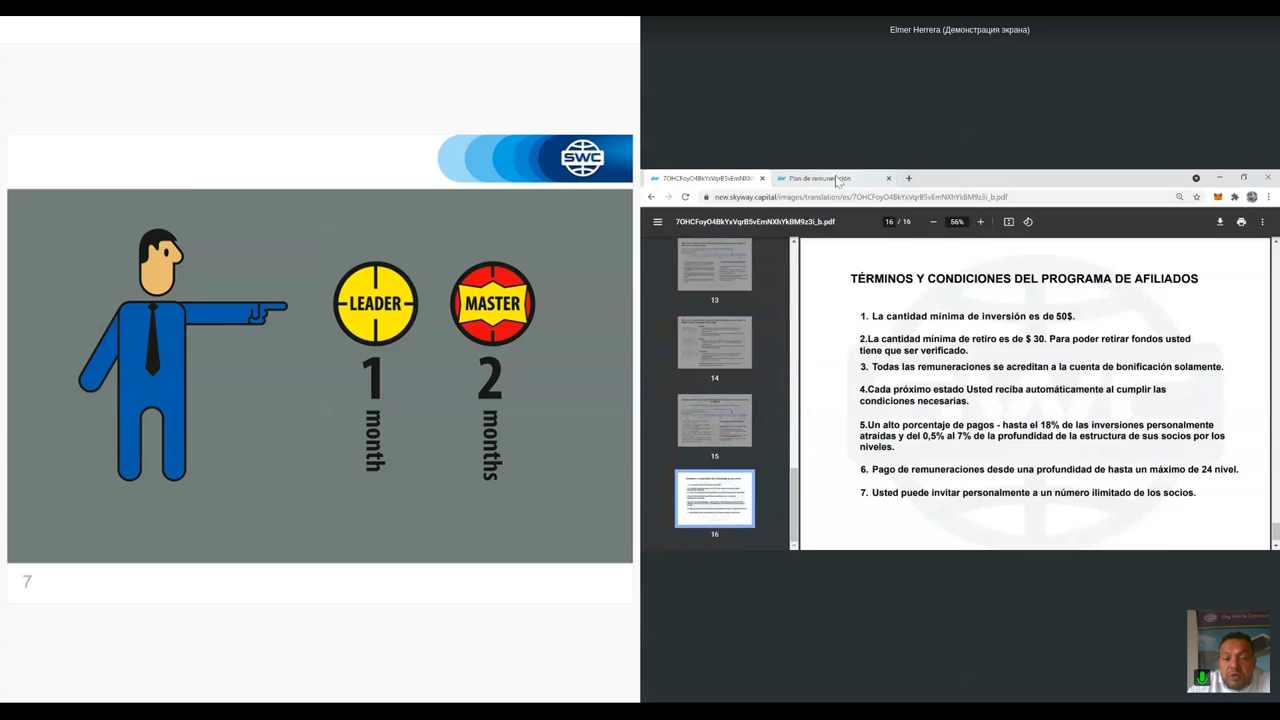 Elmer Herrera (Демонстрация экрана)
SWC
LEADER
MASTER
1
month
2
months
7
7OHCFoyO4BkYxVqrB5vEmNXh
Plan de remuneración
new.skyway.capital/images/translation/es/7OHCFoyO4BkYxVqrB5vEmNXhYkBM9z3i_b.pdf
7OHCFoyO4BkYxVqrB5vEmNXhYkBM9z3i_b.pdf
16 / 16
56%
13
14
15
16
TÉRMINOS Y CONDICIONES DEL PROGRAMA DE AFILIADOS
1. La cantidad mínima de inversión es de 50$.
2.La cantidad mínima de retiro es de $ 30. Para poder retirar fondos usted
tiene que ser verificado.
3. Todas las remuneraciones se acreditan a la cuenta de bonificación solamente.
4.Cada próximo estado Usted reciba automáticamente al cumplir las
condiciones necesarias.
5.Un alto porcentaje de pagos - hasta el 18% de las inversiones personalmente
atraídas y del 0,5% al 7% de la profundidad de la estructura de sus socios por los
niveles.
6. Pago de remuneraciones desde una profundidad de hasta un máximo de 24 nivel.
7. Usted puede invitar personalmente a un número ilimitado a los socios.